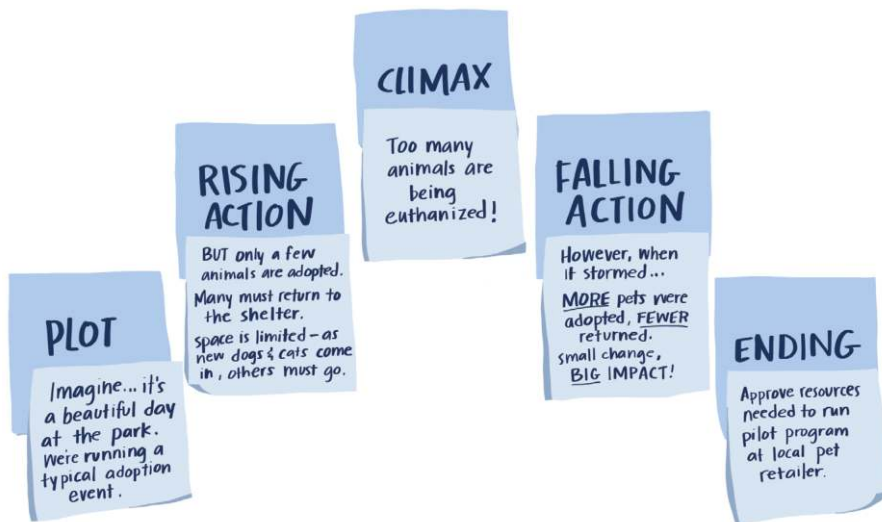 PLOT
Imagine... it's
a beautiful day
at the park.
We're running a
typical adoption
event.
RISING
ACTION
BUT only a few
animals are adopted.
Many must return to
the shelter.
space is limited – as
new dogs & cats come
in, others must go.
CLIMAX
Too many
animals are
being
euthanized!
FALLING
ACTION
However, when
it stormed...
MORE pets were
adopted, FEWER
returned.
small change,
BIG IMPACT!
ENDING
Approve resources
needed to run
pilot program
at local pet
retailer.